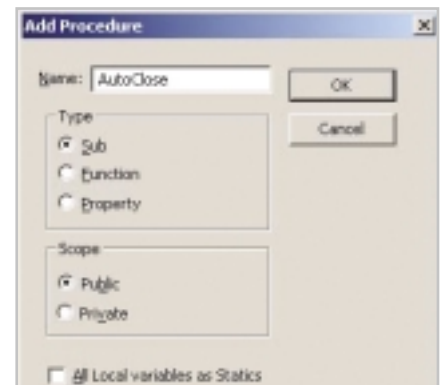 Add Procedure
Name: AutoClose
OK
Type
Cancel
Sub
Function
Property
Scope
Public
Private
All Local variables as Statics